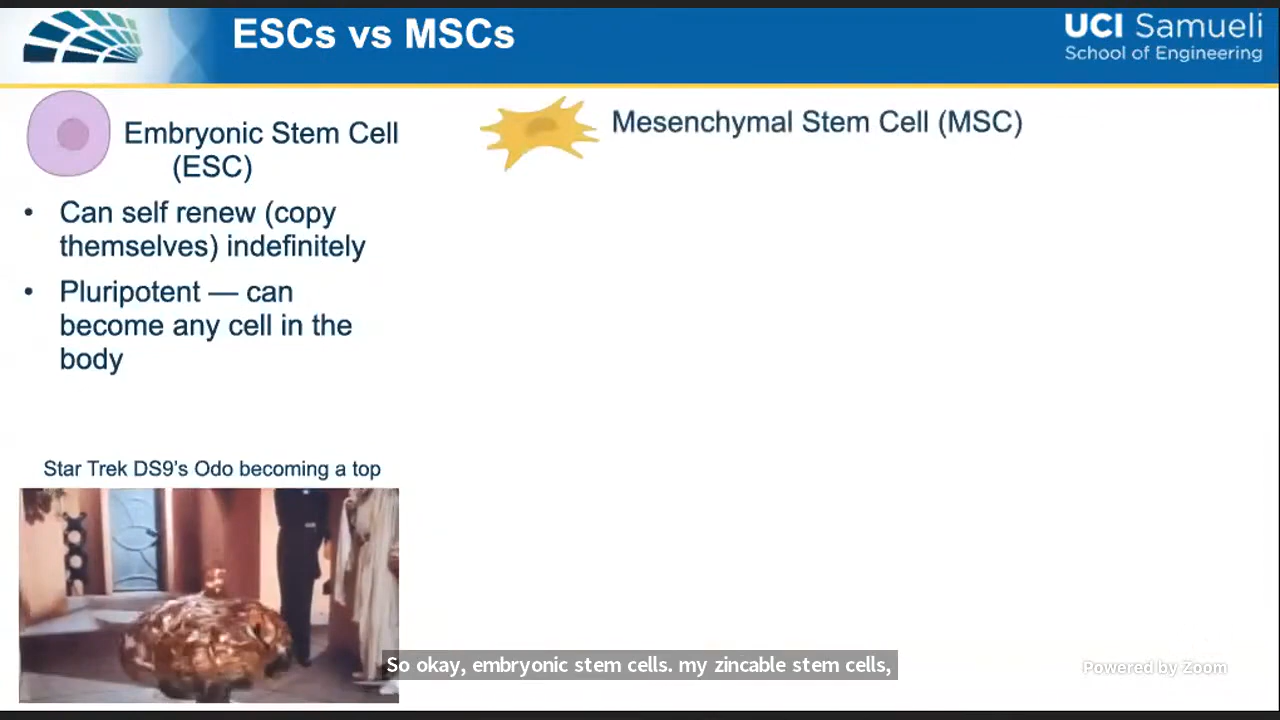 ESCs vs MSCs
UCI Samueli
School of Engineering
Embryonic Stem Cell
(ESC)
• Can self renew (copy
themselves) indefinitely
• Pluripotent — can
become any cell in the
body
Star Trek DS9's Odo becoming a top
Mesenchymal Stem Cell (MSC)
So okay, embryonic stem cells. my zincable stem cells,
Powered by Zoom